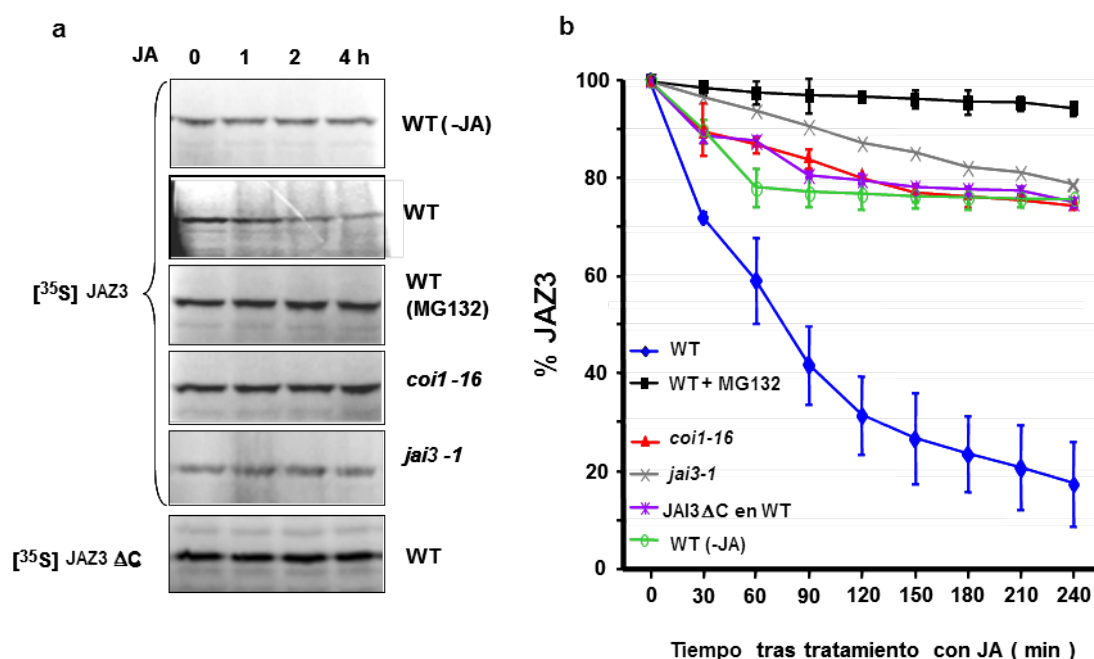 a
JA 0 1 2 4 h
WT (-JA)
WT
[³⁵S] JAZ3
WT
(MG132)
coi1-16
jai3-1
[³⁵S] JAZ3 ΔC
WT
b
% JAZ3
100
80
60
40
20
0
WT
WT + MG132
coi1-16
jai3-1
JAI3ΔC en WT
WT (-JA)
0 30 60 90 120 150 180 210 240
Tiempo tras tratamiento con JA ( min )